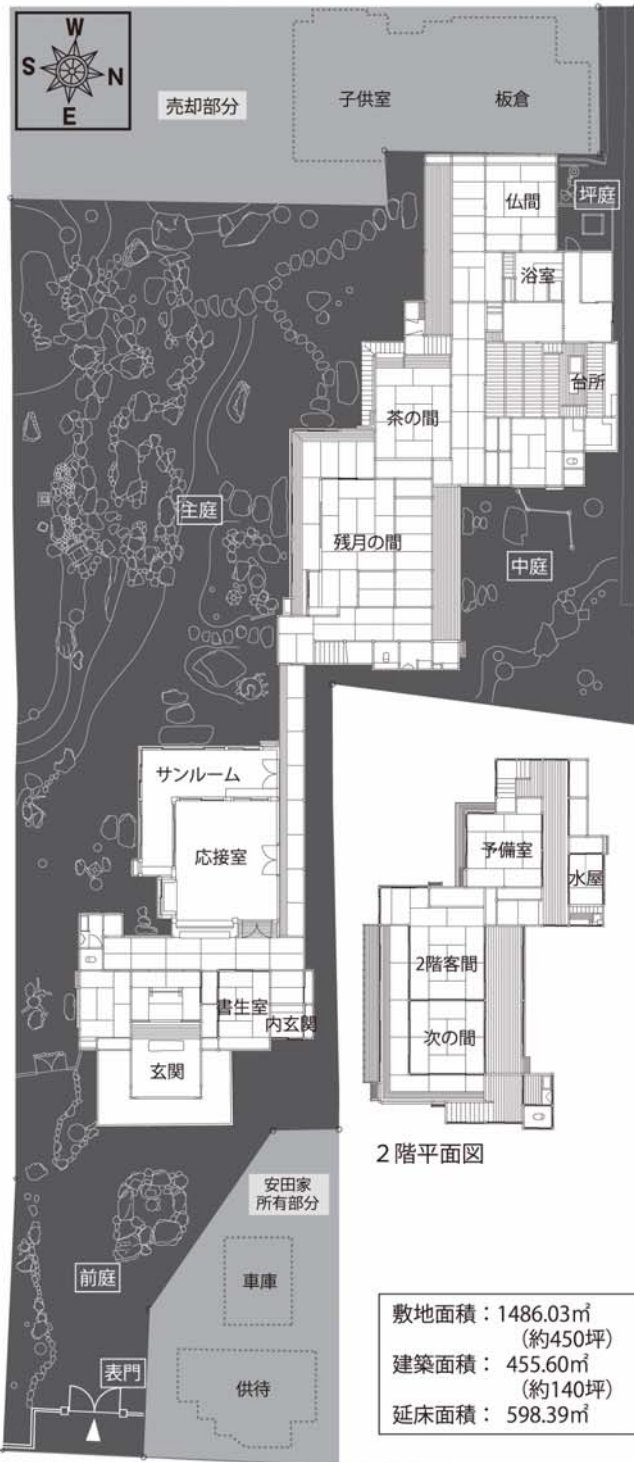 W
S
N
E
売却部分
子供室
板倉
仏間
坪庭
浴室
台所
茶の間
主庭
残月の間
中庭
サンルーム
応接室
予備室
水屋
2階客間
書生室
内玄関
次の間
玄関
2階平面図
安田家
所有部分
前庭
車庫
表門
供待
敷地面積：1486.03㎡
（約450坪）
建築面積： 455.60㎡
（約140坪）
延床面積： 598.39㎡